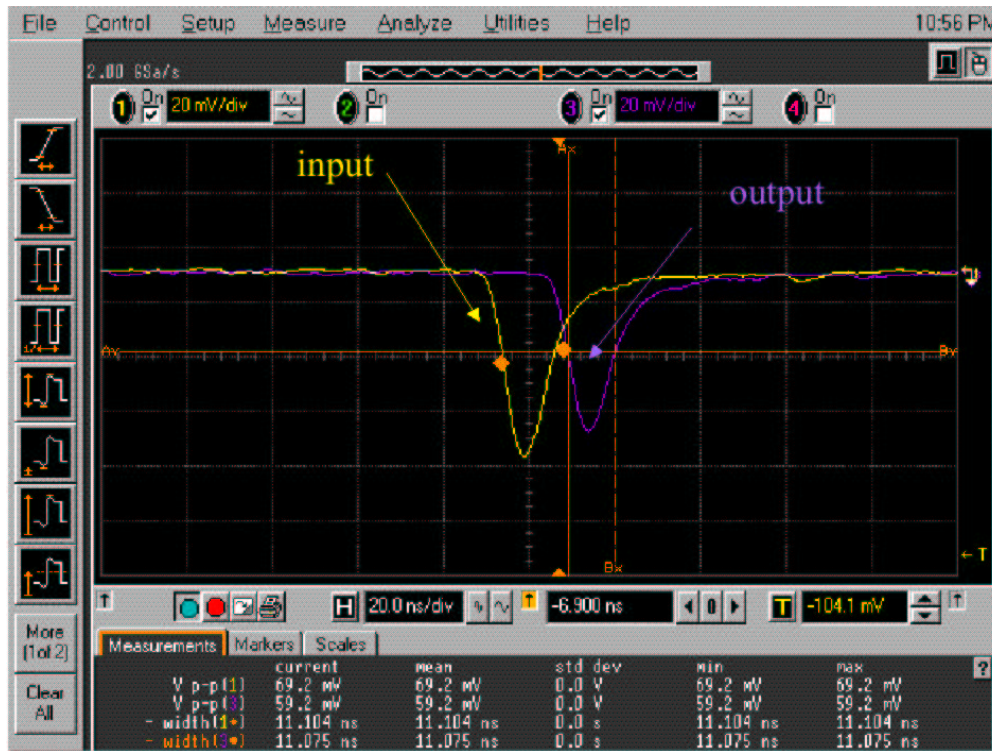 File Control Setup Measure Analyze Utilities Help 10:56 PM
2.00 GSa/s
1 On 20 mV/div 2 On 3 On 20 mV/div 4 On
Ax
input
output
Ay By
T
Bx
H 20.0 ns/div -6.900 ns 0 T -104.1 mV
More
(1of 2)
Clear
All
Measurements Markers Scales
?
current mean std dev min max
V p-p(1) 69.2 mV 69.2 mV 0.0 V 69.2 mV 69.2 mV
V p-p(3) 59.2 mV 59.2 mV 0.0 V 59.2 mV 59.2 mV
- width(1) 11.104 ns 11.104 ns 0.0 s 11.104 ns 11.104 ns
- width(3) 11.075 ns 11.075 ns 0.0 s 11.075 ns 11.075 ns